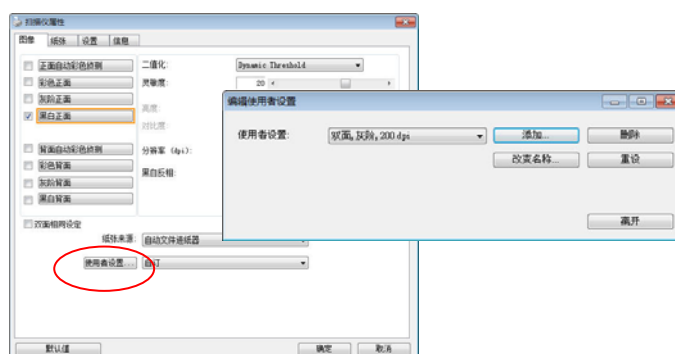 扫描仪属性
图像 纸张 设置 信息
正面自动彩色侦测
彩色正面
灰阶正面
黑白正面
背面自动彩色侦测
彩色背面
灰阶背面
黑白背面
二值化: Dynamic Threshold
灵敏度: 20
亮度:
对比度:
分辨率 (dpi):
黑白反相:
双面相同设定
纸张来源: 自动文件进纸器
使用者设置... 自订
默认值 确定 取消
编辑使用者设置
使用者设置: 双面, 灰阶, 200 dpi 添加... 删除
改变名称... 重设
离开